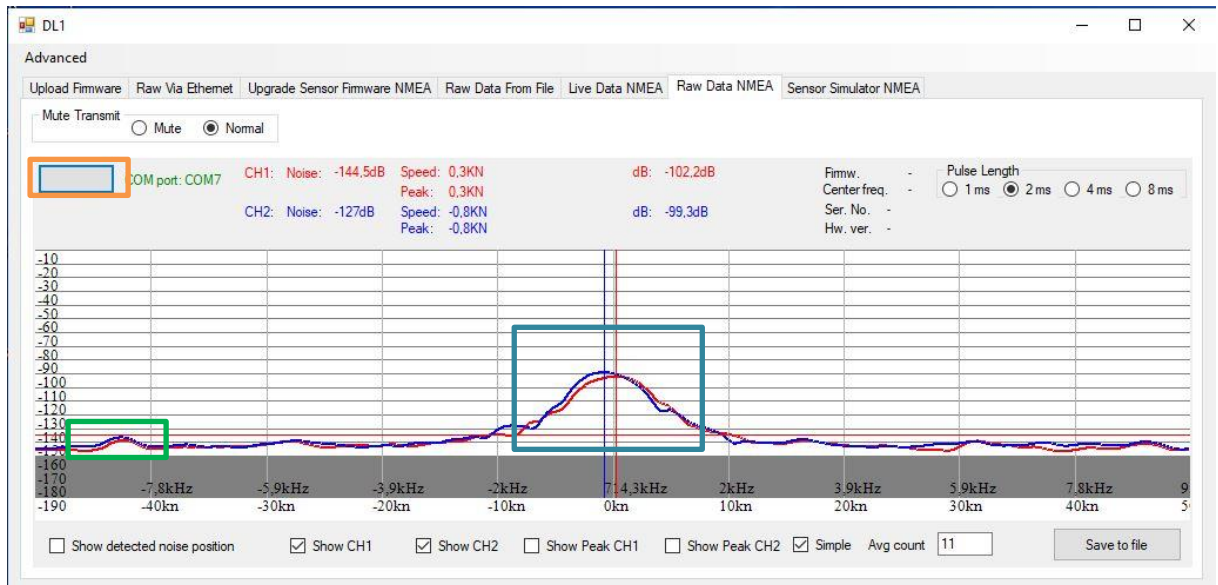 DL1
Advanced
Upload Firmware Raw Via Ethernet Upgrade Sensor Firmware NMEA Raw Data From File Live Data NMEA Raw Data NMEA Sensor Simulator NMEA
Mute Transmit
Mute Normal
COM port: COM7
CH1: Noise: -144,5dB Speed: 0,3KN dB: -102,2dB
Peak: 0,3KN
CH2: Noise: -127dB Speed: -0,8KN dB: -99,3dB
Peak: -0,8KN
Firmw. -
Center freq. -
Ser. No. -
Hw. ver. -
Pulse Length
1 ms 2 ms 4 ms 8 ms
-10
-20
-30
-40
-50
-60
-70
-80
-90
-100
-110
-120
-130
-140
-150
-160
-170
-180
-190
-7,8kHz -5,9kHz -3,9kHz -2kHz 714,3kHz 2kHz 3,9kHz 5,9kHz 7,8kHz 9
-40kn -30kn -20kn -10kn 0kn 10kn 20kn 30kn 40kn 5
Show detected noise position Show CH1 Show CH2 Show Peak CH1 Show Peak CH2 Simple Avg count 11 Save to file